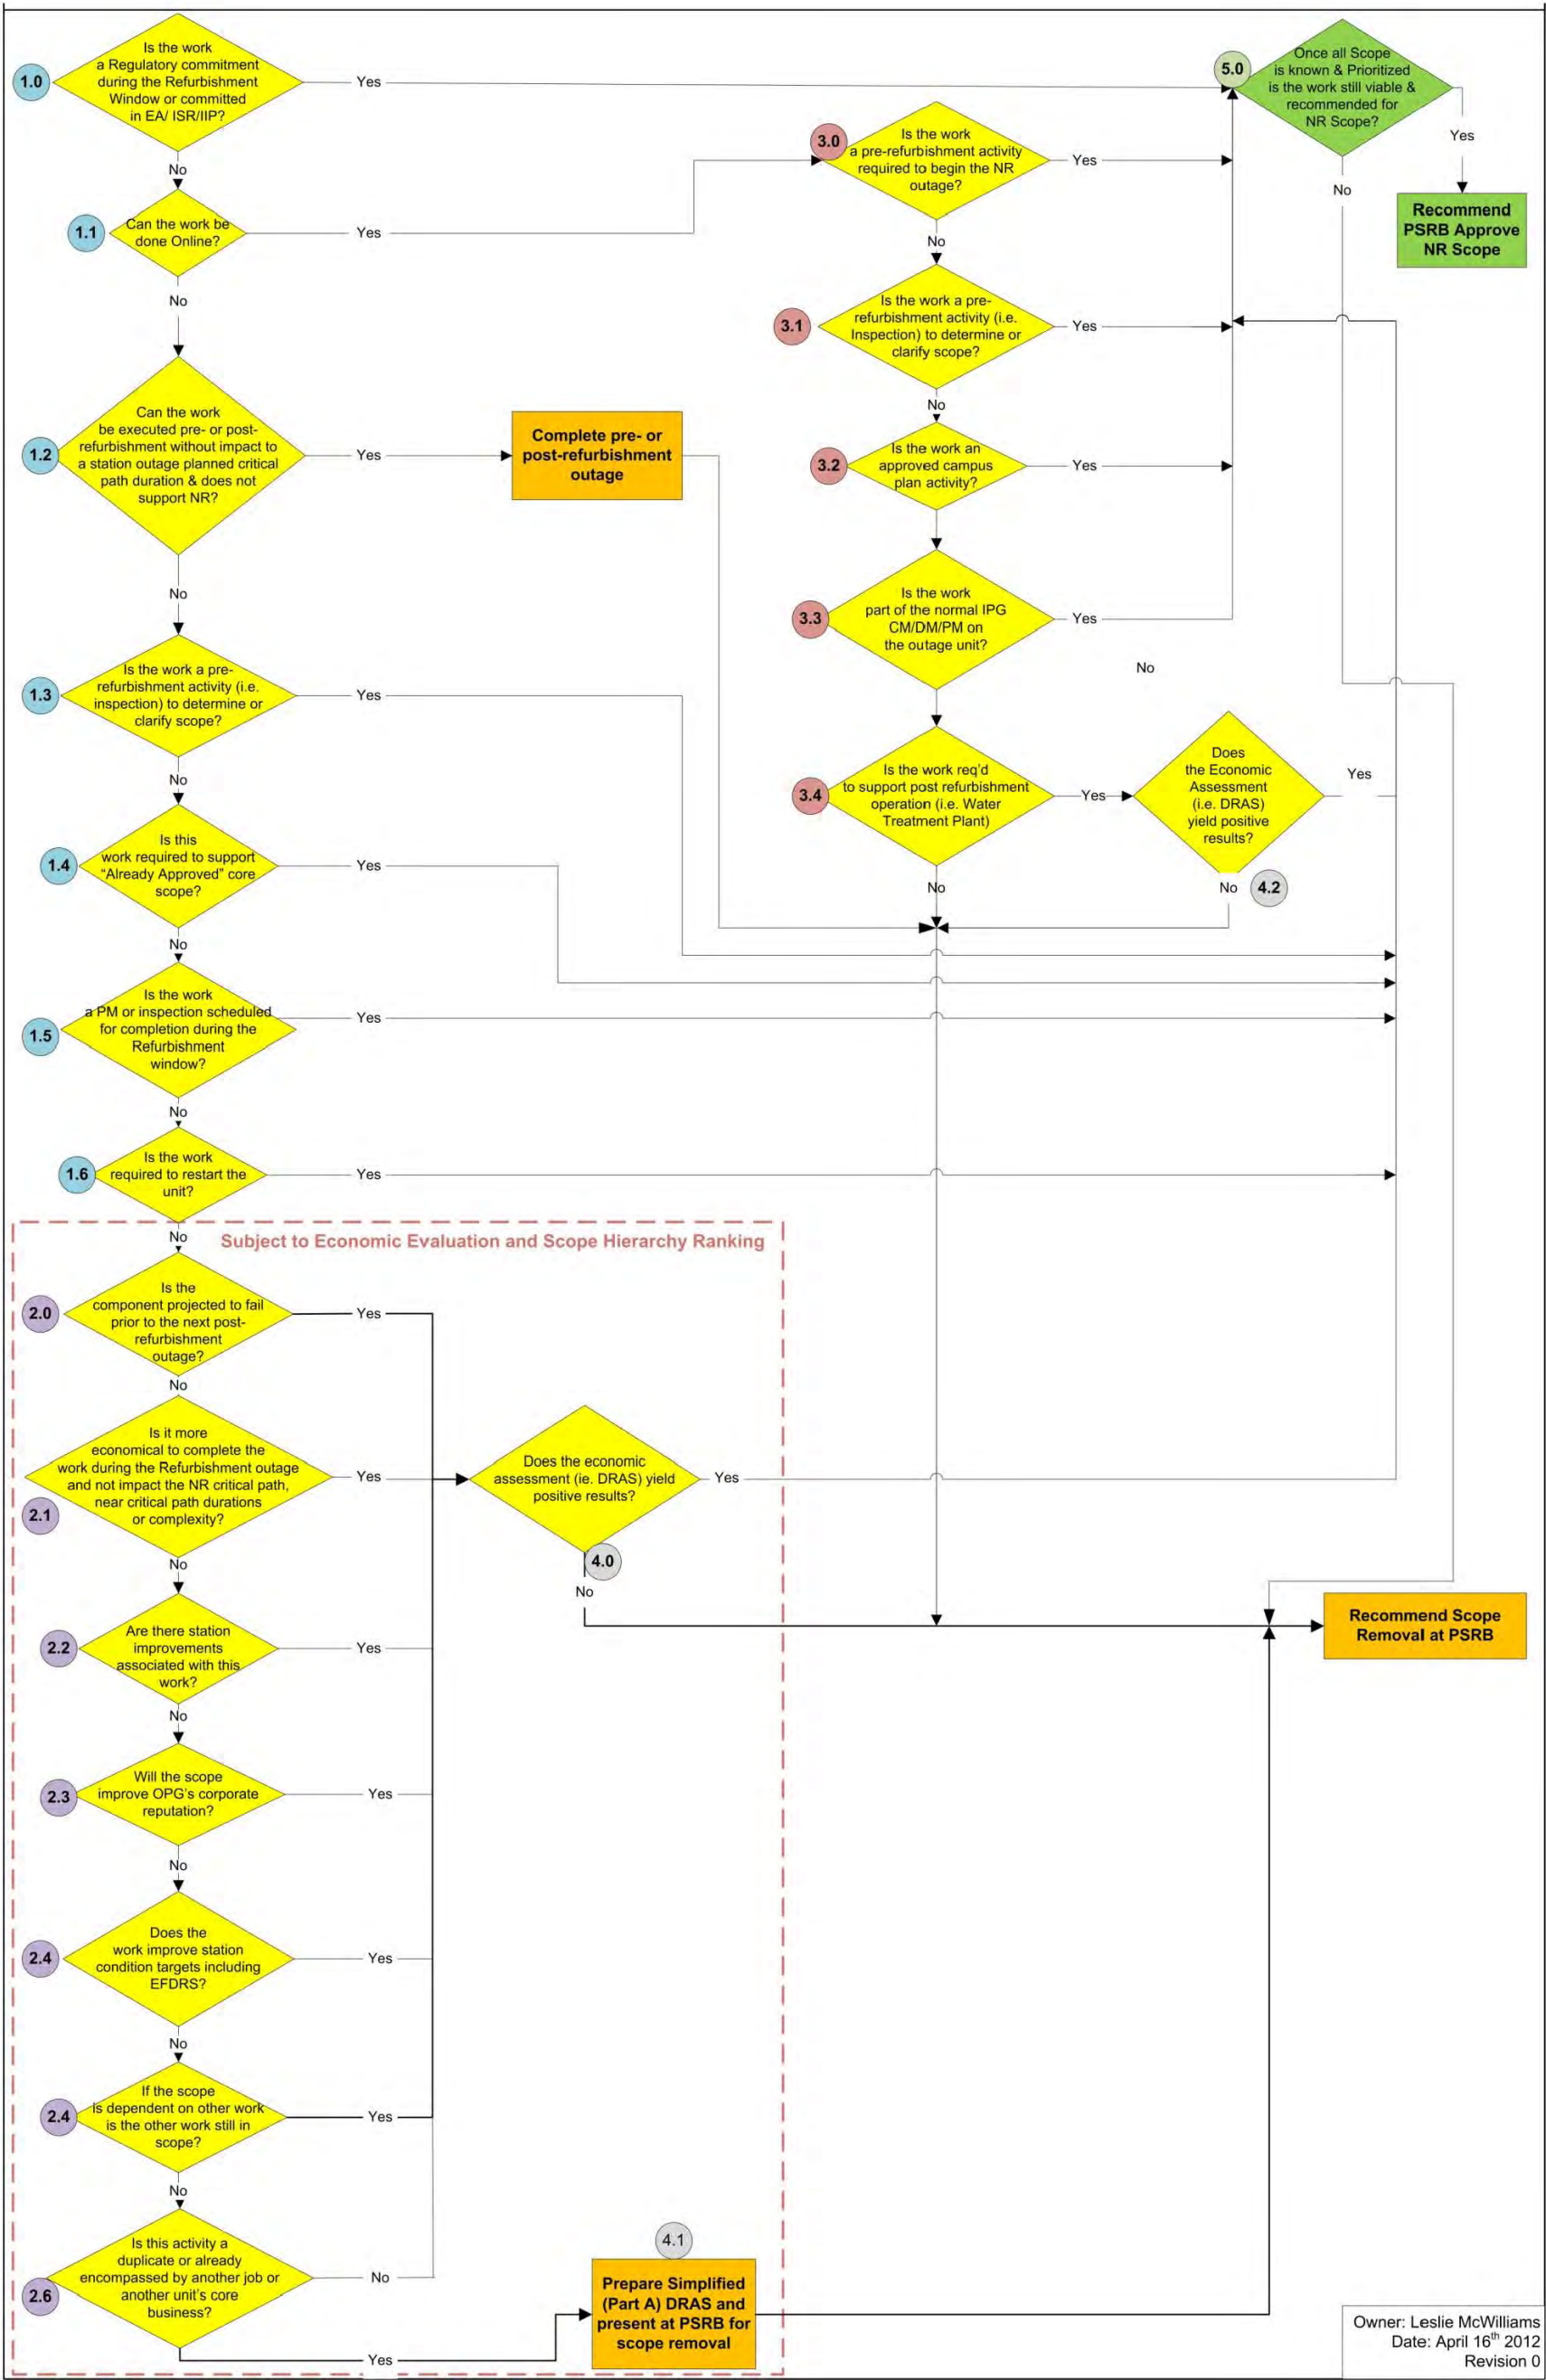 1.0
Is the work
a Regulatory commitment
during the Refurbishment
Window or committed
in EA/ ISR/IIP?
Yes
No
5.0
Once all Scope
is known & Prioritized
is the work still viable &
recommended for
NR Scope?
Yes
No
Recommend
PSRB Approve
NR Scope
1.1
Can the work be
done Online?
Yes
No
3.0
Is the work
a pre-refurbishment activity
required to begin the NR
outage?
Yes
No
3.1
Is the work a pre-
refurbishment activity (i.e.
Inspection) to determine or
clarify scope?
Yes
No
1.2
Can the work
be executed pre- or post-
refurbishment without impact to
a station outage planned critical
path duration & does not
support NR?
Yes
No
Complete pre- or
post-refurbishment
outage
3.2
Is the work an
approved campus
plan activity?
Yes
3.3
Is the work
part of the normal IPG
CM/DM/PM on
the outage unit?
Yes
No
1.3
Is the work a pre-
refurbishment activity (i.e.
inspection) to determine or
clarify scope?
Yes
No
3.4
Is the work req'd
to support post refurbishment
operation (i.e. Water
Treatment Plant)
Yes
No
Does
the Economic
Assessment
(i.e. DRAS)
yield positive
results?
Yes
No
4.2
1.4
Is this
work required to support
"Already Approved" core
scope?
Yes
No
1.5
Is the work
a PM or inspection scheduled
for completion during the
Refurbishment
window?
Yes
No
1.6
Is the work
required to restart the
unit?
Yes
No
Subject to Economic Evaluation and Scope Hierarchy Ranking
2.0
Is the
component projected to fail
prior to the next post-
refurbishment
outage?
Yes
No
2.1
Is it more
economical to complete the
work during the Refurbishment outage
and not impact the NR critical path,
near critical path durations
or complexity?
Yes
No
Does the economic
assessment (ie. DRAS) yield
positive results?
Yes
4.0
No
2.2
Are there station
improvements
associated with this
work?
Yes
No
Recommend Scope
Removal at PSRB
2.3
Will the scope
improve OPG's corporate
reputation?
Yes
No
2.4
Does the
work improve station
condition targets including
EFDRS?
Yes
No
2.4
If the scope
is dependent on other work
is the other work still in
scope?
Yes
No
2.6
Is this activity a
duplicate or already
encompassed by another job or
another unit's core
business?
No
Yes
4.1
Prepare Simplified
(Part A) DRAS and
present at PSRB for
scope removal
Owner: Leslie McWilliams
Date: April 16th 2012
Revision 0